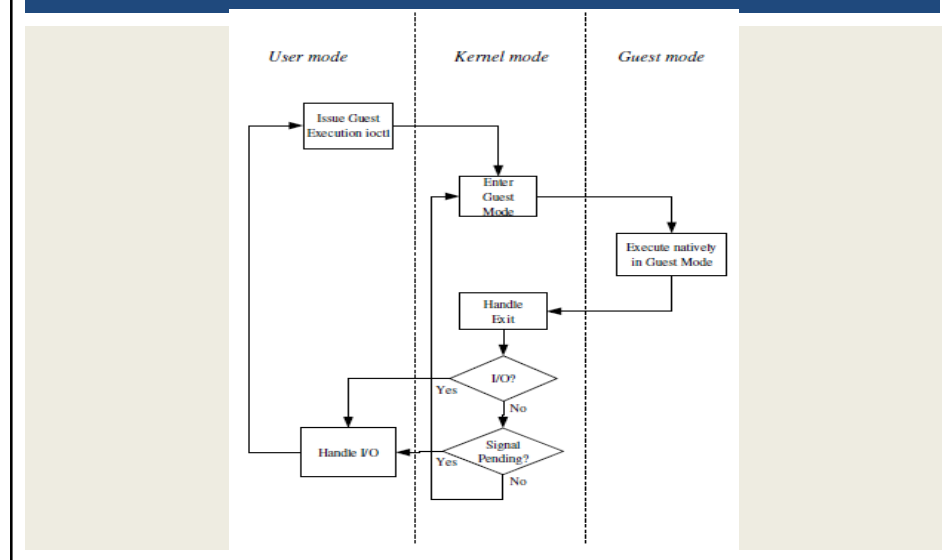 User mode
Kernel mode
Guest mode
Issue Guest
Execution ioctl
Enter
Guest
Mode
Execute natively
in Guest Mode
Handle
Exit
I/O?
Yes
No
Handle I/O
Signal
Pending?
Yes
No